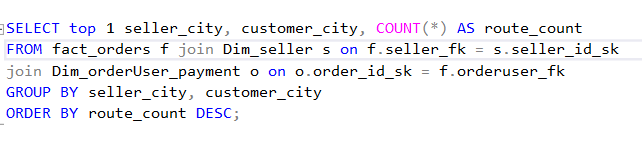 SELECT top 1 seller_city, customer_city, COUNT(*) AS route_count
FROM fact_orders f join Dim_seller s on f.seller_fk = s.seller_id_sk
join Dim_orderUser_payment o on o.order_id_sk = f.orderuser_fk
GROUP BY seller_city, customer_city
ORDER BY route_count DESC;